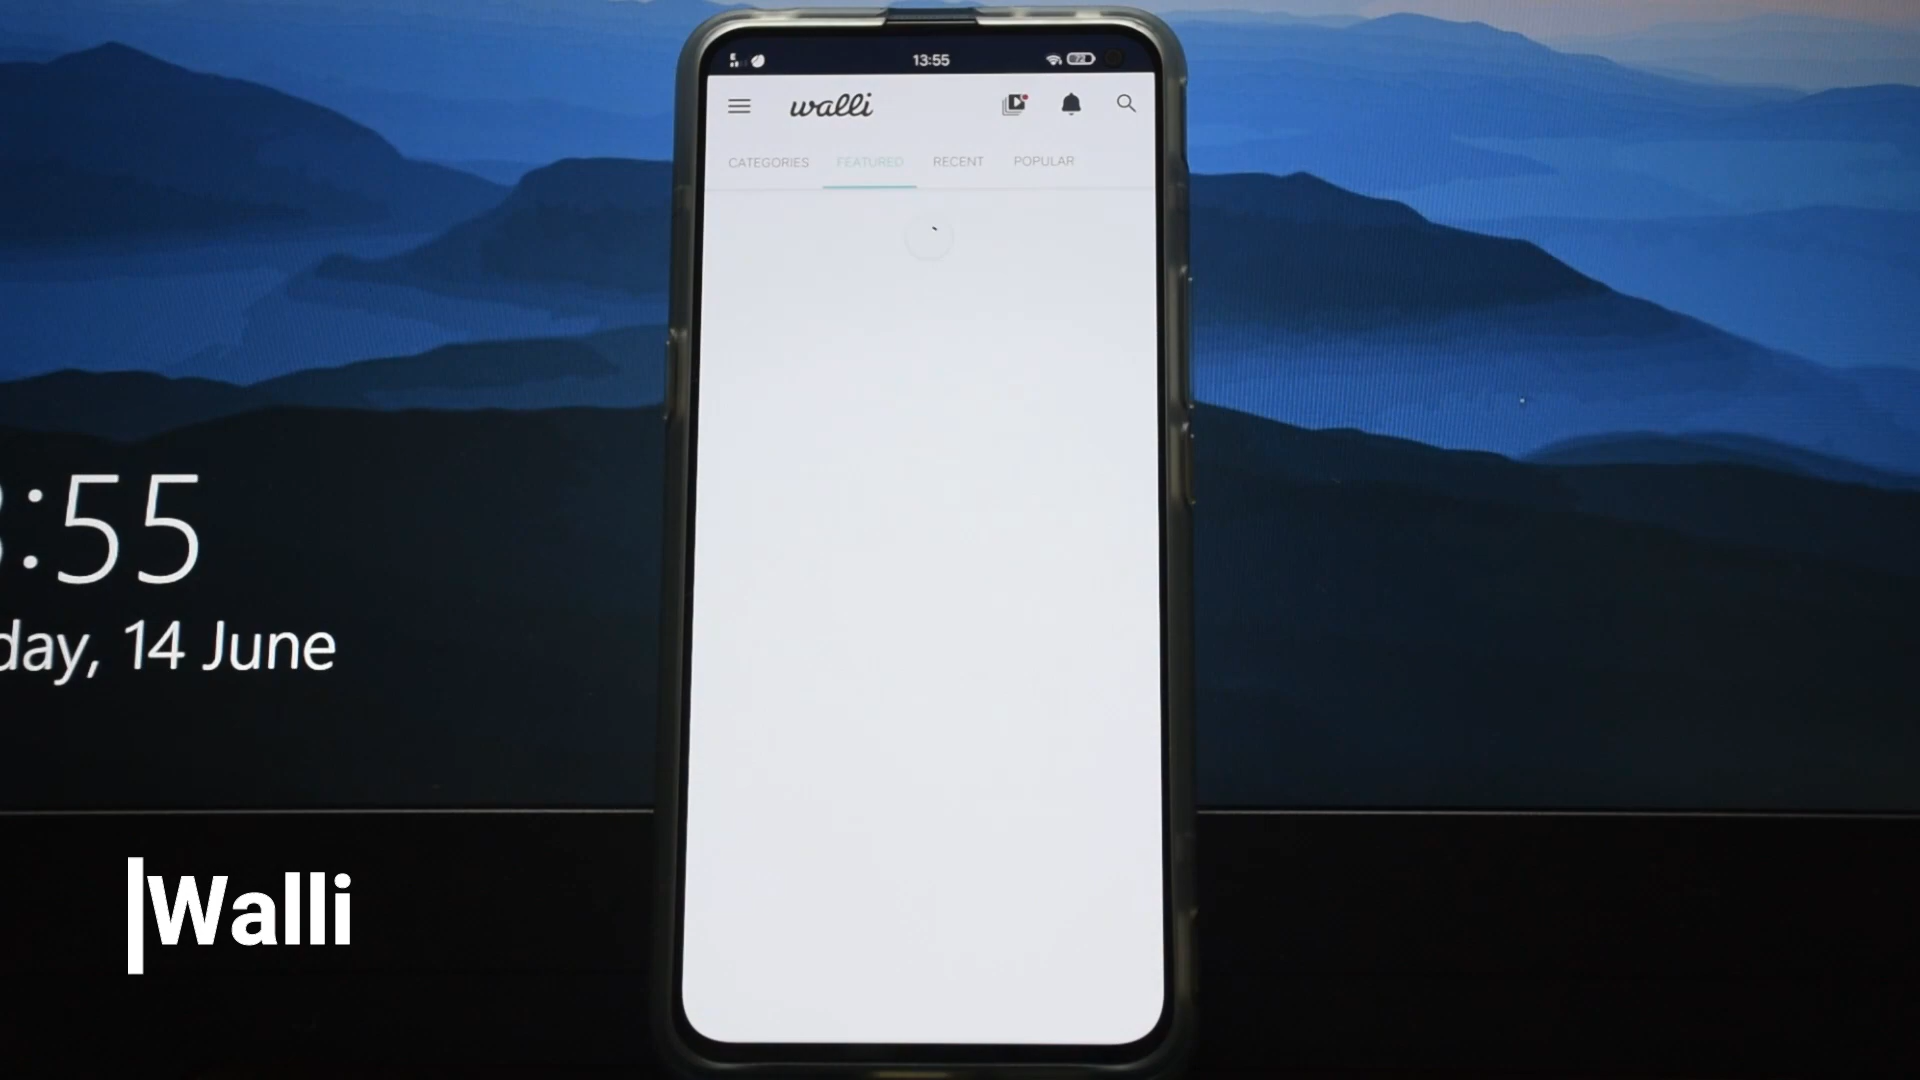 13:55
walli
CATEGORIES FEATURED RECENT POPULAR
:55
day, 14 June
Walli